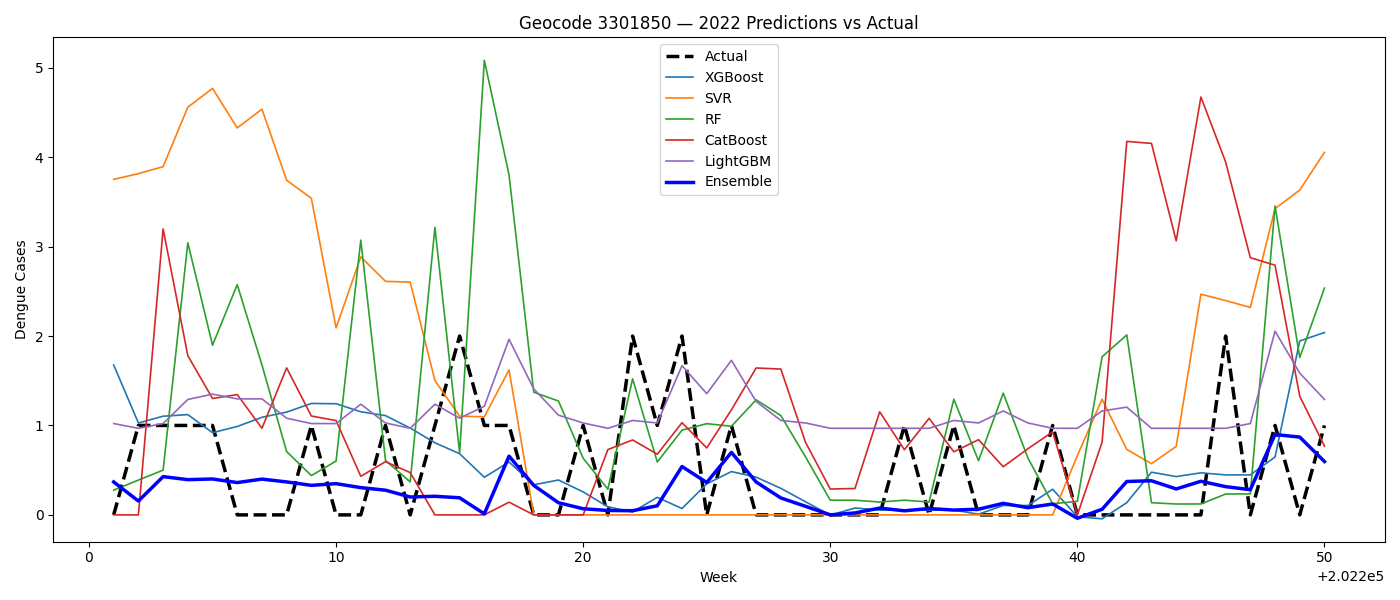 Geocode 3301850 — 2022 Predictions vs Actual
Actual
XGBoost
SVR
RF
CatBoost
LightGBM
Ensemble
Dengue Cases
5
4
3
2
1
0
0 10 20 30 40 50
Week
+2.022e5